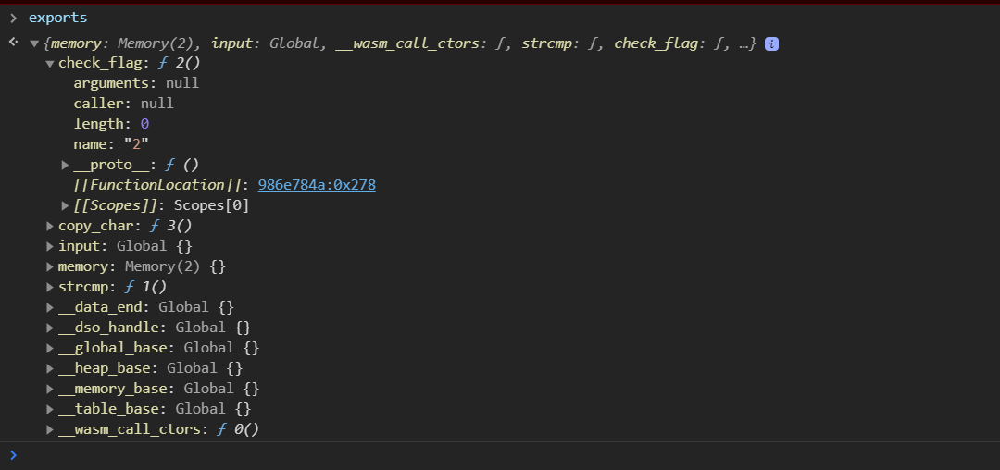 > exports
{memory: Memory(2), input: Global, __wasm_call_ctors: ƒ, strcmp: ƒ, check_flag: ƒ, …} i
check_flag: ƒ 2()
arguments: null
caller: null
length: 0
name: "2"
__proto__: ƒ ()
[[FunctionLocation]]: 986e784a:0x278
[[Scopes]]: Scopes[0]
copy_char: ƒ 3()
input: Global {}
memory: Memory(2) {}
strcmp: ƒ 1()
__data_end: Global {}
__dso_handle: Global {}
__global_base: Global {}
__heap_base: Global {}
__memory_base: Global {}
__table_base: Global {}
__wasm_call_ctors: ƒ 0()
>